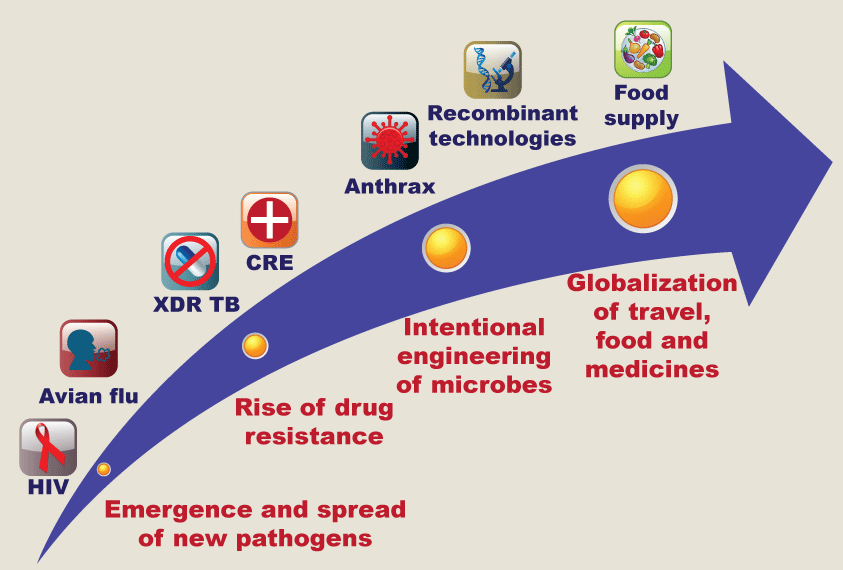 Food
supply
Recombinant
technologies
Anthrax
CRE
XDR TB
Avian flu
HIV
Globalization
of travel,
food and
medicines
Intentional
engineering
of microbes
Rise of drug
resistance
Emergence and spread
of new pathogens